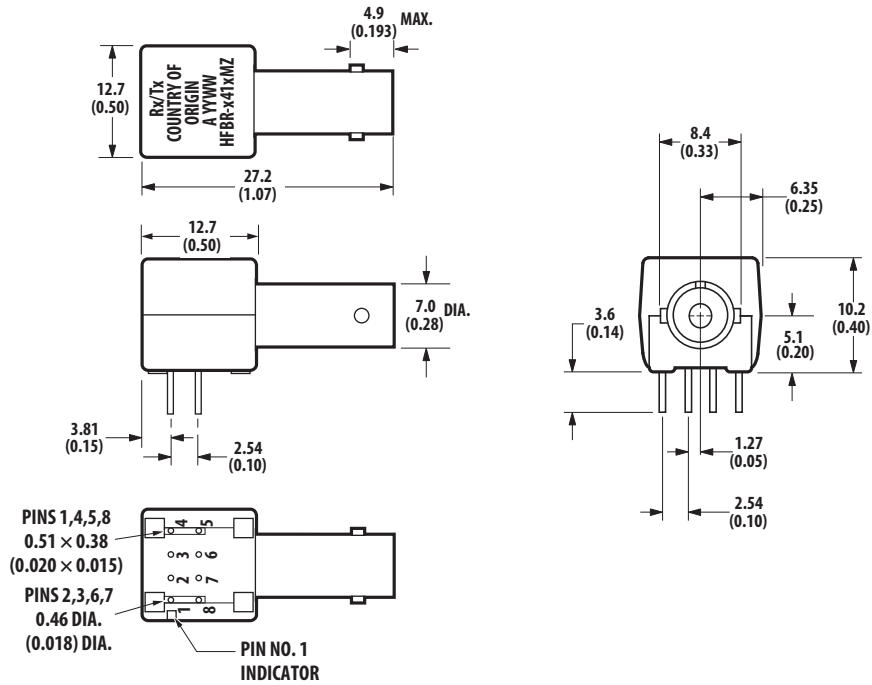 4.9
(0.193)
MAX.
12.7
(0.50)
Rx/Tx
COUNTRY OF
ORIGIN
A YYWW
HFBR-x41xMZ
27.2
(1.07)
12.7
(0.50)
7.0
(0.28)
DIA.
3.81
(0.15)
2.54
(0.10)
8.4
(0.33)
6.35
(0.25)
3.6
(0.14)
10.2
(0.40)
5.1
(0.20)
1.27
(0.05)
2.54
(0.10)
PINS 1,4,5,8
0.51 × 0.38
(0.020 × 0.015)
PINS 2,3,6,7
0.46 DIA.
(0.018) DIA.
4 5
3 6
2 7
1 8
PIN NO. 1
INDICATOR